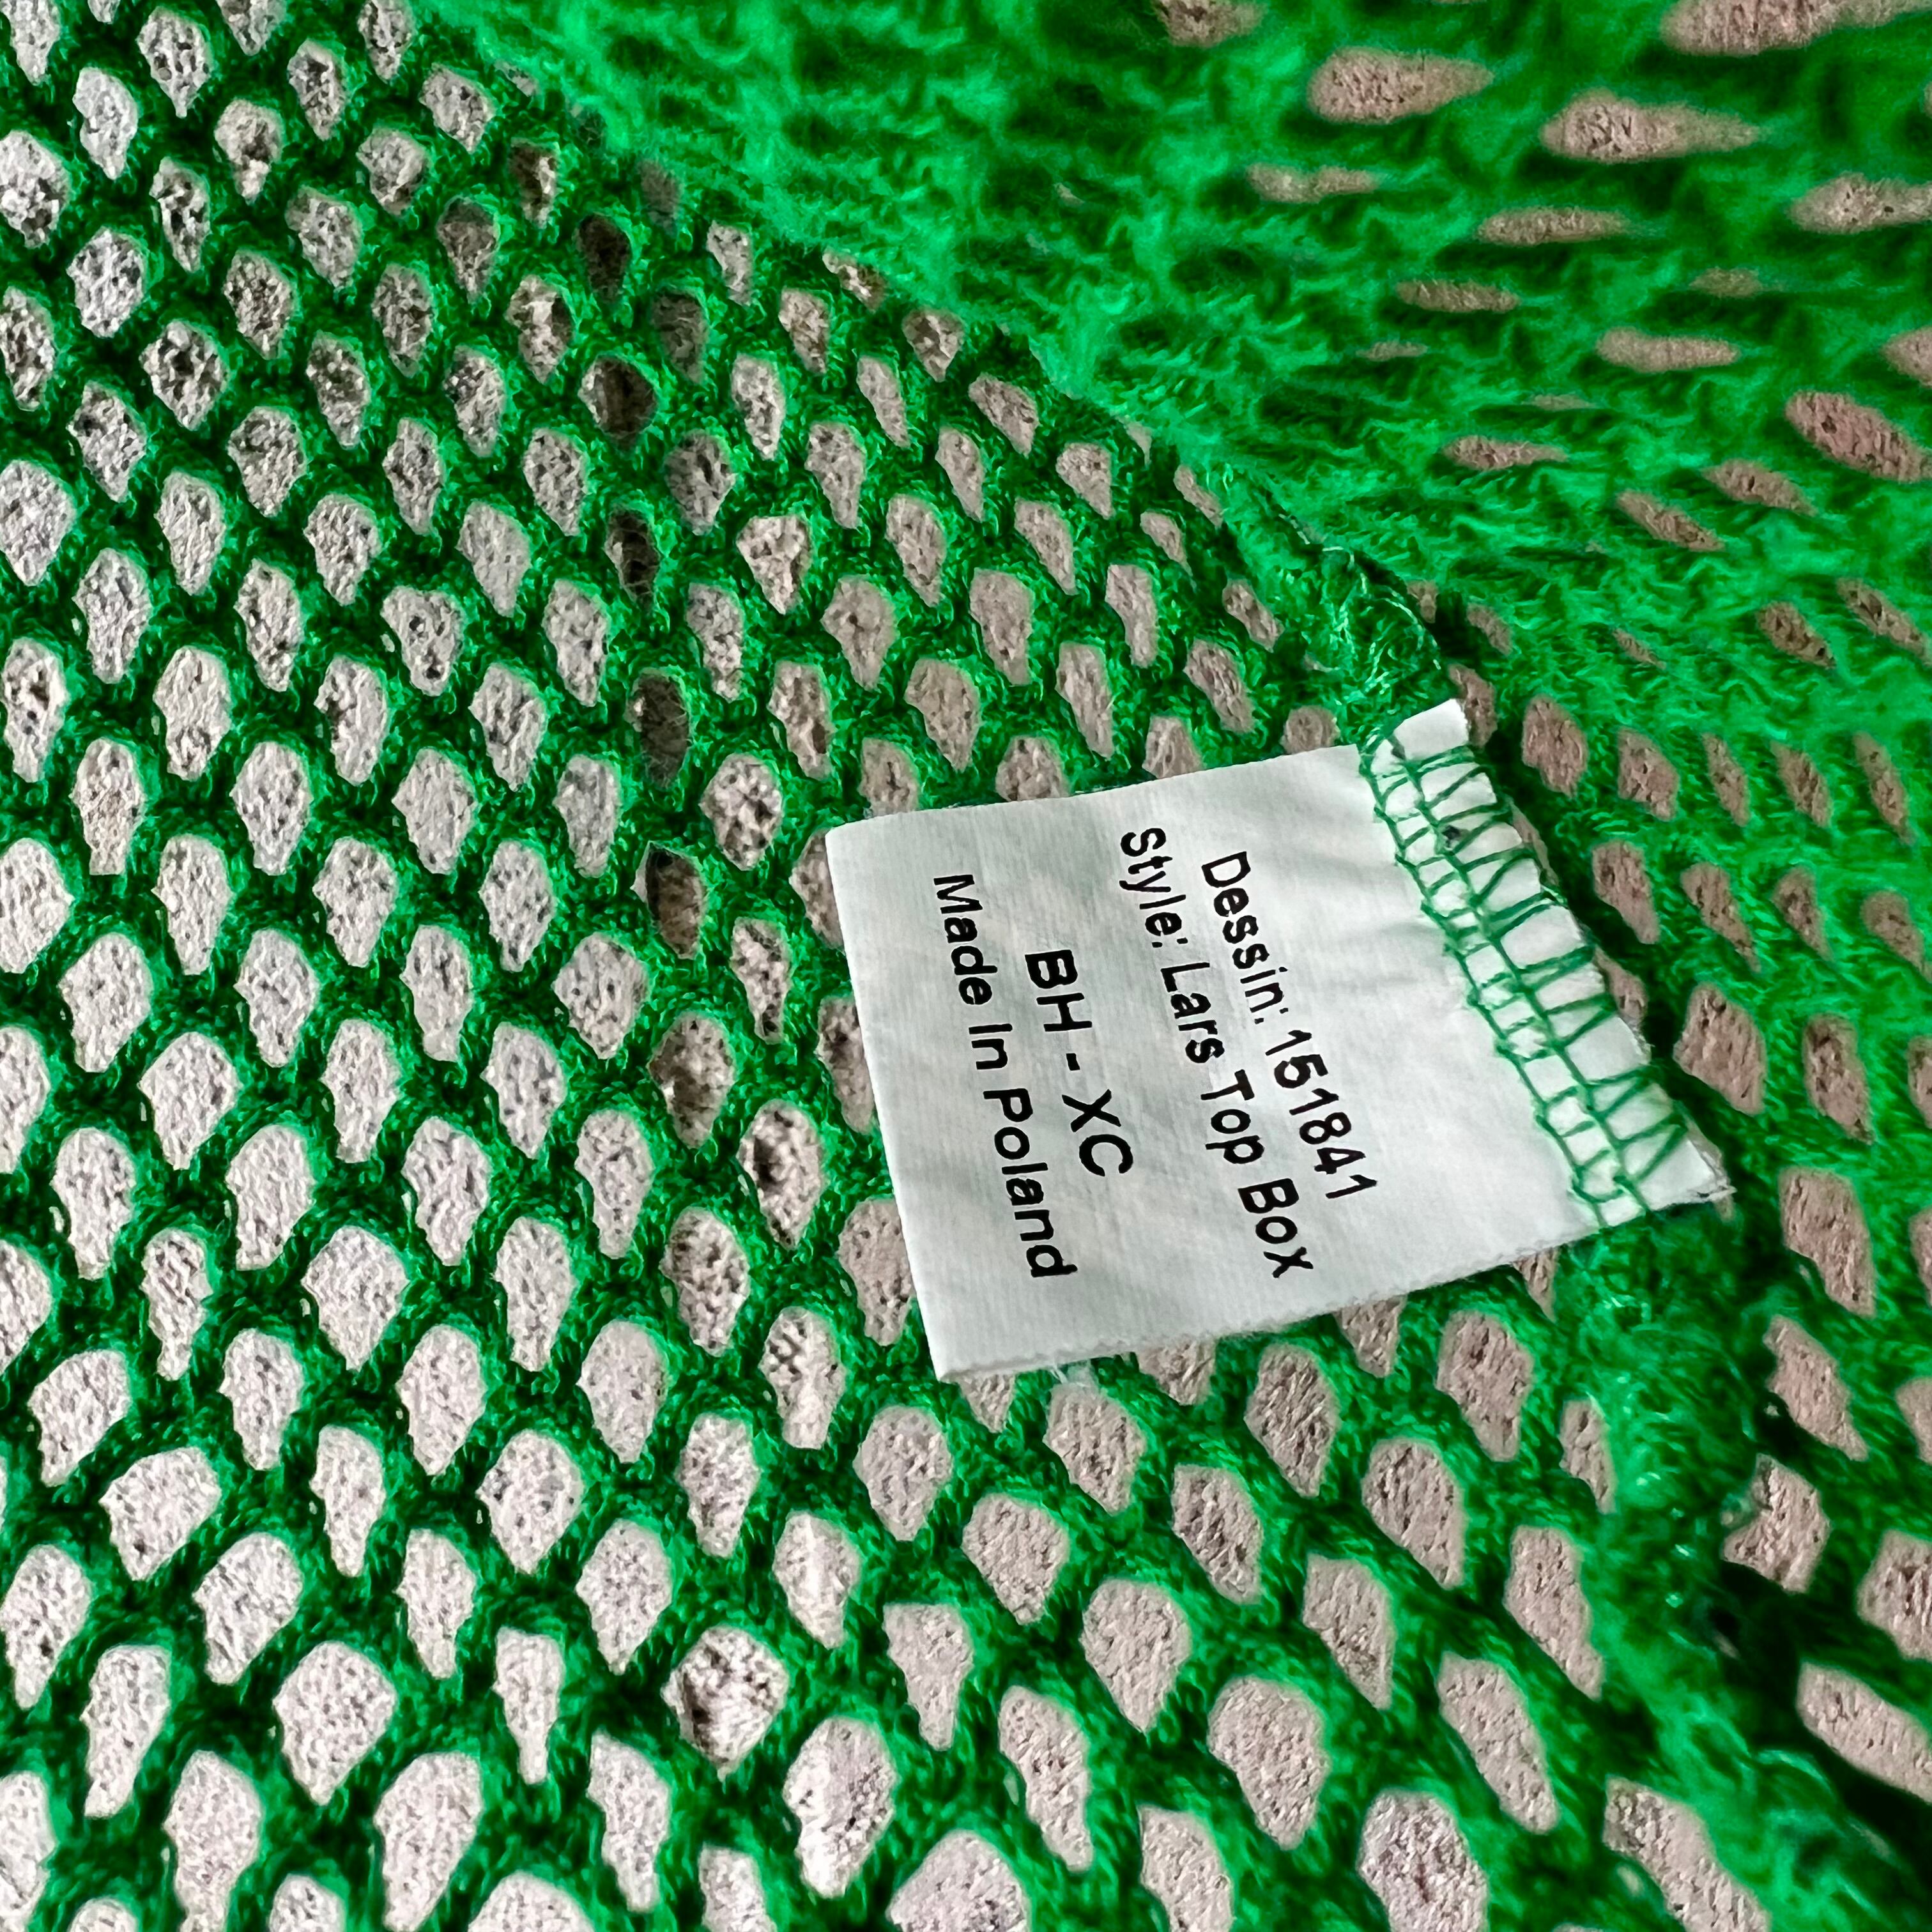 Dessin: 151841
Style: Lars Top Box
BH - XC
Made In Poland